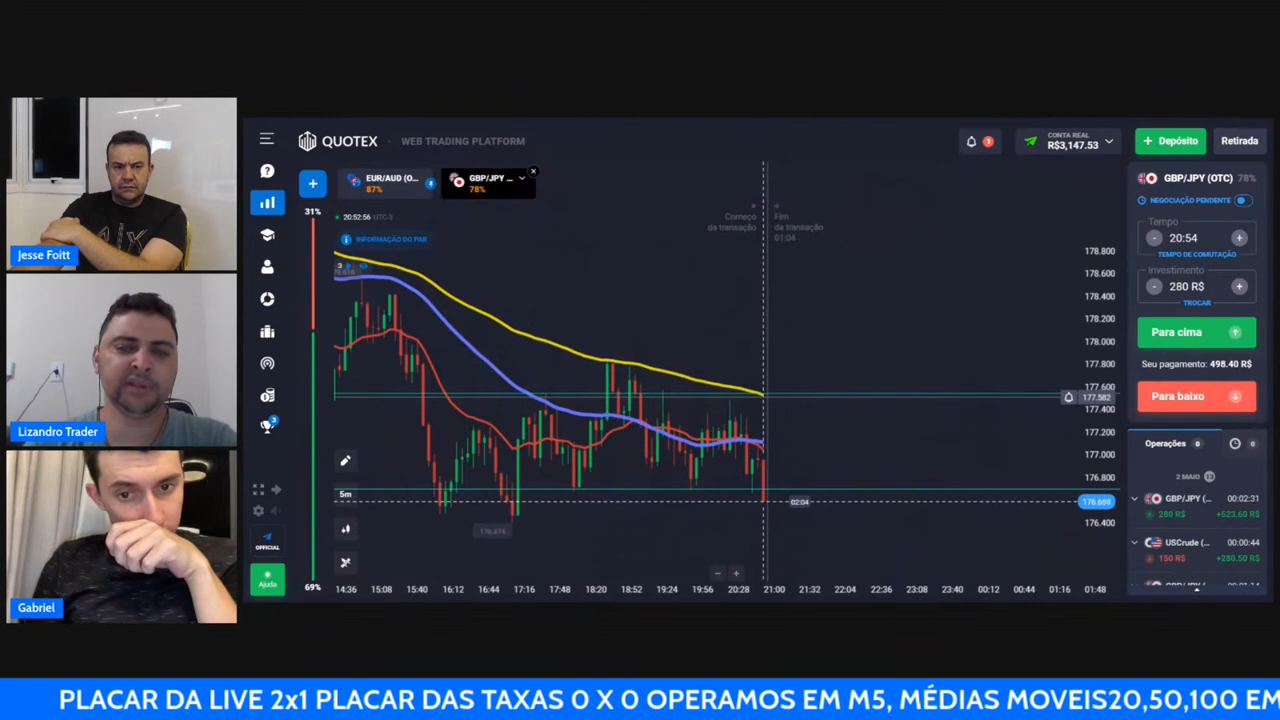 Jesse Foitt
Lizandro Trader
Gabriel
QUOTEX
WEB TRADING PLATFORM
1
CONTA REAL
R$3,147.53
Depósito
Retirada
EUR/AUD (O...
87%
GBP/JPY ...
78%
31%
20:52:56 UTC-3
INFORMAÇÃO DO PAR
3
Começo
da transação
Fim
da transação
01:04
178.800
178.600
178.400
178.200
178.000
177.800
177.600
177.582
177.400
177.200
177.000
176.800
176.659
176.400
5m
02:04
176.474
OFFICIAL
Ajuda
3
69%
14:36 15:08 15:40 16:12 16:44 17:16 17:48 18:20 18:52 19:24 19:56 20:28 21:00 21:32 22:04 22:36 23:08 23:40 00:12 00:44 01:16 01:48
GBP/JPY (OTC) 78%
NEGOCIAÇÃO PENDENTE
Tempo
- 20:54 +
TEMPO DE COMUTAÇÃO
Investimento
- 280 R$ +
TROCAR
Para cima
Seu pagamento: 498.40 R$
Para baixo
Operações 0
0
2 MAIO 13
GBP/JPY (... 00:02:31
280 R$ +523.60 R$
USCrude (... 00:00:44
150 R$ +280.50 R$
PLACAR DA LIVE 2x1 PLACAR DAS TAXAS 0 X 0 OPERAMOS EM M5, MÉDIAS MOVEIS20,50,100 EM